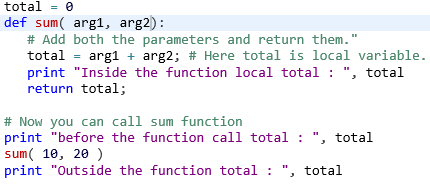 total = 0
def sum( arg1, arg2):
   # Add both the parameters and return them."
   total = arg1 + arg2; # Here total is local variable.
   print "Inside the function local total : ", total
   return total;

# Now you can call sum function
print "before the function call total : ", total
sum( 10, 20 )
print "Outside the function total : ", total